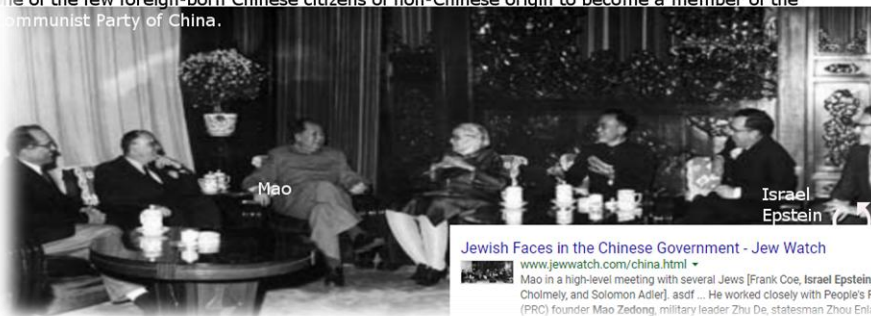 me of the few foreign-born Chinese citizens of non-Chinese origin to become a member of the
ommunist Party of China.
Mao
Israel
Epstein
Jewish Faces in the Chinese Government - Jew Watch
www.jewwatch.com/china.html
Mao in a high-level meeting with several Jews [Frank Coe, Israel Epstein
Cholmely, and Solomon Adler]. asdf ... He worked closely with People's R
(PRC) founder Mao Zedong, military leader Zhu De, statesman Zhou Enla